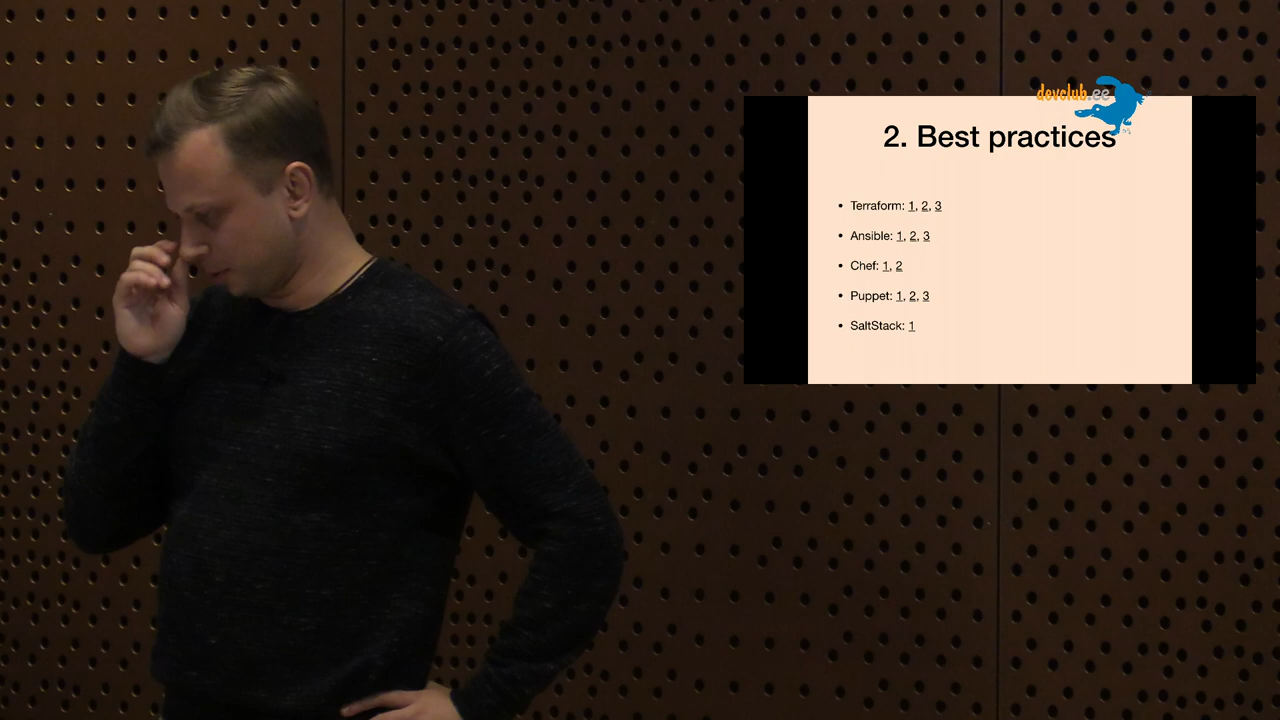 devclub.ee
2. Best practices
• Terraform: 1, 2, 3
• Ansible: 1, 2, 3
• Chef: 1, 2
• Puppet: 1, 2, 3
• SaltStack: 1